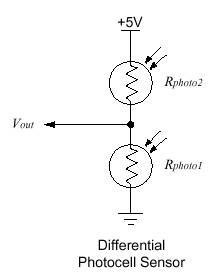 +5V
Rphoto2
Vout
Rphoto1
Differential
Photocell Sensor